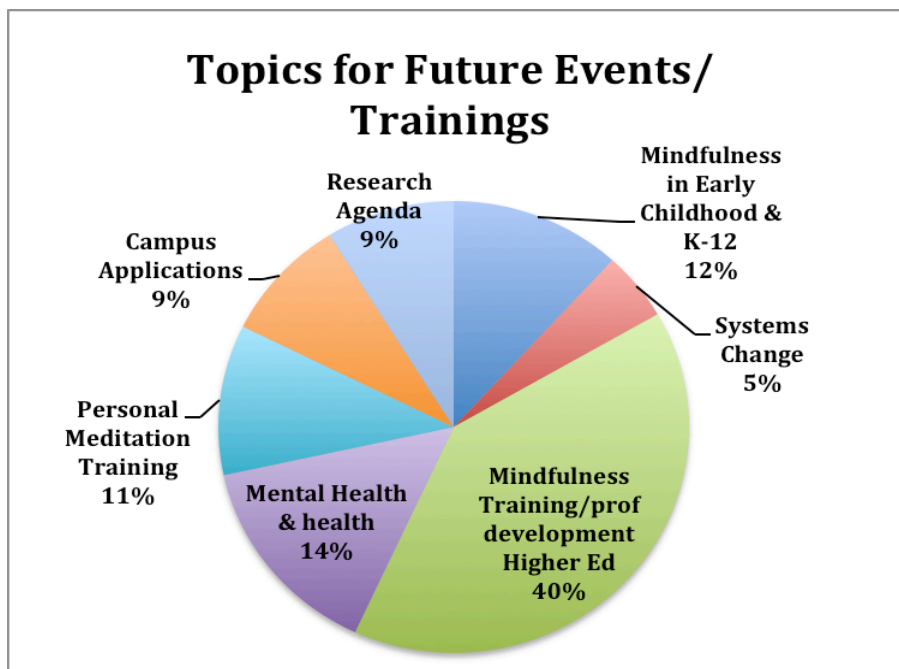 Topics for Future Events/
Trainings
Mindfulness
in Early
Childhood &
K-12
12%
Systems
Change
5%
Mindfulness
Training/prof
development
Higher Ed
40%
Mental Health
& health
14%
Personal
Meditation
Training
11%
Campus
Applications
9%
Research
Agenda
9%